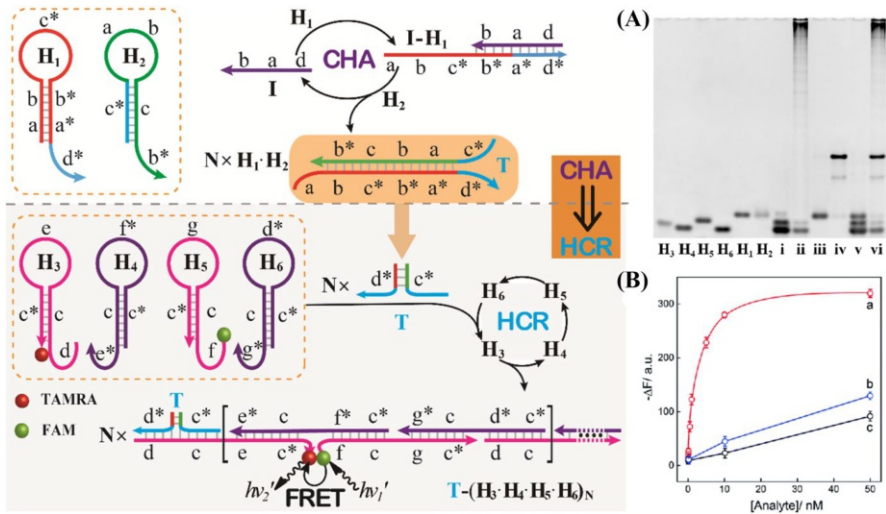 c*
H₁
b b*
a a*
d*
a b
H₂
c* c
b*
H₁
b a d
I
CHA
I-H₁
b a d
a b c* b* a* d*
H₂
N× H₁·H₂
b* c b a c*
T
a b c* b* a* d*
CHA
HCR
e
H₃
c* c
d
f*
H₄
c c*
e*
g
H₅
c* c
f
d*
H₆
c c*
g*
TAMRA
FAM
N×
d* c*
T
H₆ H₅
HCR
H₃ H₄
N×
T
d* c* e* c f* c* g* c d* c*
d c e c* f c g c* d c
hν₂' FRET hν₁'
T-(H₃·H₄·H₅·H₆)N
(A)
H₃ H₄ H₅ H₆ H₁ H₂ i ii iii iv v vi
(B)
-ΔF/ a.u.
300
200
100
0
a
b
c
0 10 20 30 40 50
[Analyte]/ nM